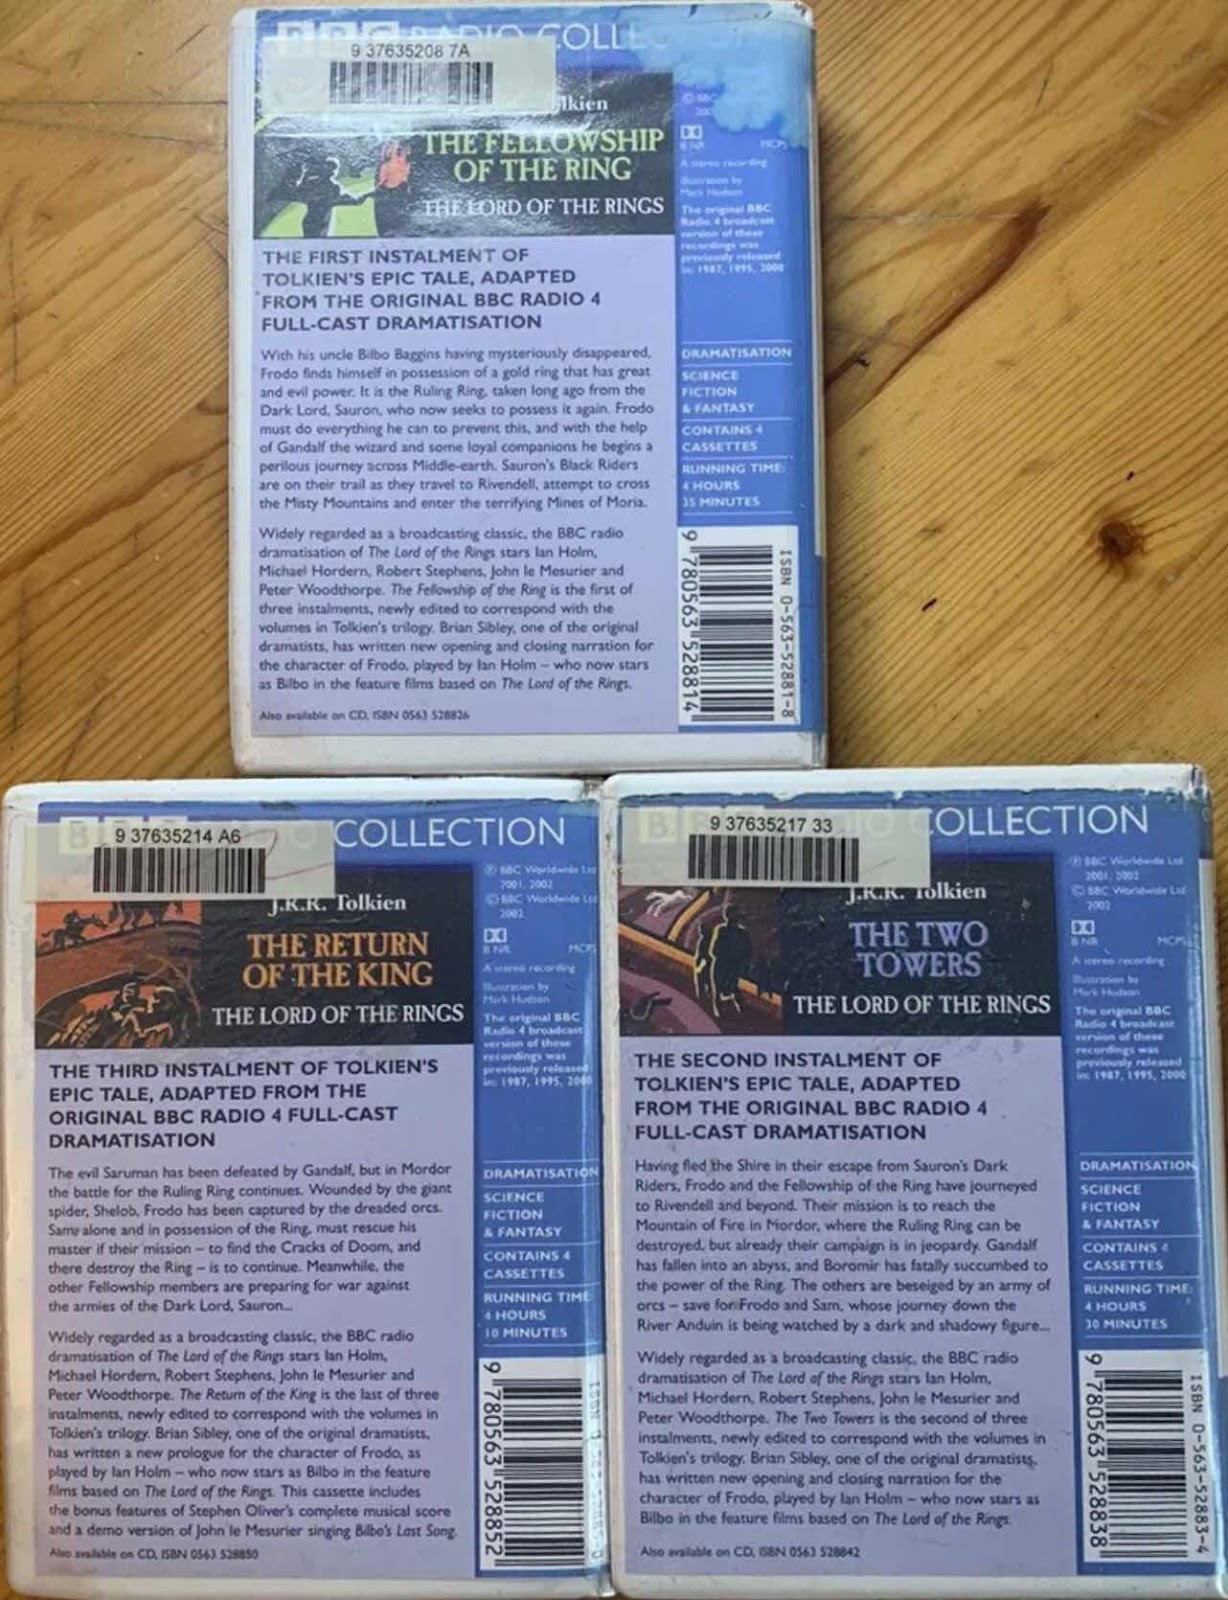 RADIO COLLEC
9 37635208 7A
lkien
THE FELLOWSHIP
OF THE RING
THE LORD OF THE RINGS
© BBC
B NR MCPS
A stereo recording
Illustration by
Mark Hudson
The original BBC
Radio 4 broadcast
version of these
recordings was
previously released
in: 1987, 1995, 2000
THE FIRST INSTALMENT OF
TOLKIEN'S EPIC TALE, ADAPTED
FROM THE ORIGINAL BBC RADIO 4
FULL-CAST DRAMATISATION
With his uncle Bilbo Baggins having mysteriously disappeared,
Frodo finds himself in possession of a gold ring that has great
and evil power. It is the Ruling Ring, taken long ago from the
Dark Lord, Sauron, who now seeks to possess it again. Frodo
must do everything he can to prevent this, and with the help
of Gandalf the wizard and some loyal companions he begins a
perilous journey across Middle-earth. Sauron's Black Riders
are on their trail as they travel to Rivendell, attempt to cross
the Misty Mountains and enter the terrifying Mines of Moria.
Widely regarded as a broadcasting classic, the BBC radio
dramatisation of The Lord of the Rings stars Ian Holm,
Michael Hordern, Robert Stephens, John le Mesurier and
Peter Woodthorpe. The Fellowship of the Ring is the first of
three instalments, newly edited to correspond with the
volumes in Tolkien's trilogy. Brian Sibley, one of the original
dramatists, has written new opening and closing narration for
the character of Frodo, played by Ian Holm – who now stars
as Bilbo in the feature films based on The Lord of the Rings.
Also available on CD, ISBN 0563 528826
DRAMATISATION
SCIENCE
FICTION
& FANTASY
CONTAINS 4
CASSETTES
RUNNING TIME:
4 HOURS
35 MINUTES
ISBN 0-563-52881-8
9 780563 528814
COLLECTION
9 37635214 A6
J.R.R. Tolkien
THE RETURN
OF THE KING
THE LORD OF THE RINGS
℗ BBC Worldwide Ltd
2001, 2002
© BBC Worldwide Ltd
2002
B NR MCPS
A stereo recording
Illustration by
Mark Hudson
The original BBC
Radio 4 broadcast
version of these
recordings was
previously released
in: 1987, 1995, 2000
THE THIRD INSTALMENT OF TOLKIEN'S
EPIC TALE, ADAPTED FROM THE
ORIGINAL BBC RADIO 4 FULL-CAST
DRAMATISATION
The evil Saruman has been defeated by Gandalf, but in Mordor
the battle for the Ruling Ring continues. Wounded by the giant
spider, Shelob, Frodo has been captured by the dreaded orcs.
Sam, alone and in possession of the Ring, must rescue his
master if their mission – to find the Cracks of Doom, and
there destroy the Ring – is to continue. Meanwhile, the
other Fellowship members are preparing for war against
the armies of the Dark Lord, Sauron...
Widely regarded as a broadcasting classic, the BBC radio
dramatisation of The Lord of the Rings stars Ian Holm,
Michael Hordern, Robert Stephens, John le Mesurier and
Peter Woodthorpe. The Return of the King is the last of three
instalments, newly edited to correspond with the volumes in
Tolkien's trilogy. Brian Sibley, one of the original dramatists,
has written a new prologue for the character of Frodo, as
played by Ian Holm – who now stars as Bilbo in the feature
films based on The Lord of the Rings. This cassette includes
the bonus features of Stephen Oliver's complete musical score
and a demo version of John le Mesurier singing Bilbo's Last Song.
Also available on CD, ISBN 0563 528850
DRAMATISATION
SCIENCE
FICTION
& FANTASY
CONTAINS 4
CASSETTES
RUNNING TIME
4 HOURS
10 MINUTES
9 780563 528852
COLLECTION
9 37635217 33
J.R.R. Tolkien
THE TWO
TOWERS
THE LORD OF THE RINGS
℗ BBC Worldwide Ltd
2001, 2002
© BBC Worldwide Ltd
2002
B NR MCPS
A stereo recording
Illustration by
Mark Hudson
The original BBC
Radio 4 broadcast
version of these
recordings was
previously released
in: 1987, 1995, 2000
THE SECOND INSTALMENT OF
TOLKIEN'S EPIC TALE, ADAPTED
FROM THE ORIGINAL BBC RADIO 4
FULL-CAST DRAMATISATION
Having fled the Shire in their escape from Sauron's Dark
Riders, Frodo and the Fellowship of the Ring have journeyed
to Rivendell and beyond. Their mission is to reach the
Mountain of Fire in Mordor, where the Ruling Ring can be
destroyed, but already their campaign is in jeopardy. Gandalf
has fallen into an abyss, and Boromir has fatally succumbed to
the power of the Ring. The others are beseiged by an army of
orcs – save for Frodo and Sam, whose journey down the
River Anduin is being watched by a dark and shadowy figure...
Widely regarded as a broadcasting classic, the BBC radio
dramatisation of The Lord of the Rings stars Ian Holm,
Michael Hordern, Robert Stephens, John le Mesurier and
Peter Woodthorpe. The Two Towers is the second of three
instalments, newly edited to correspond with the volumes in
Tolkien's trilogy. Brian Sibley, one of the original dramatists,
has written new opening and closing narration for the
character of Frodo, played by Ian Holm – who now stars as
Bilbo in the feature films based on The Lord of the Rings.
Also available on CD, ISBN 0563 528842
DRAMATISATION
SCIENCE
FICTION
& FANTASY
CONTAINS 4
CASSETTES
RUNNING TIME:
4 HOURS
30 MINUTES
ISBN 0-563-52883-4
9 780563 528838